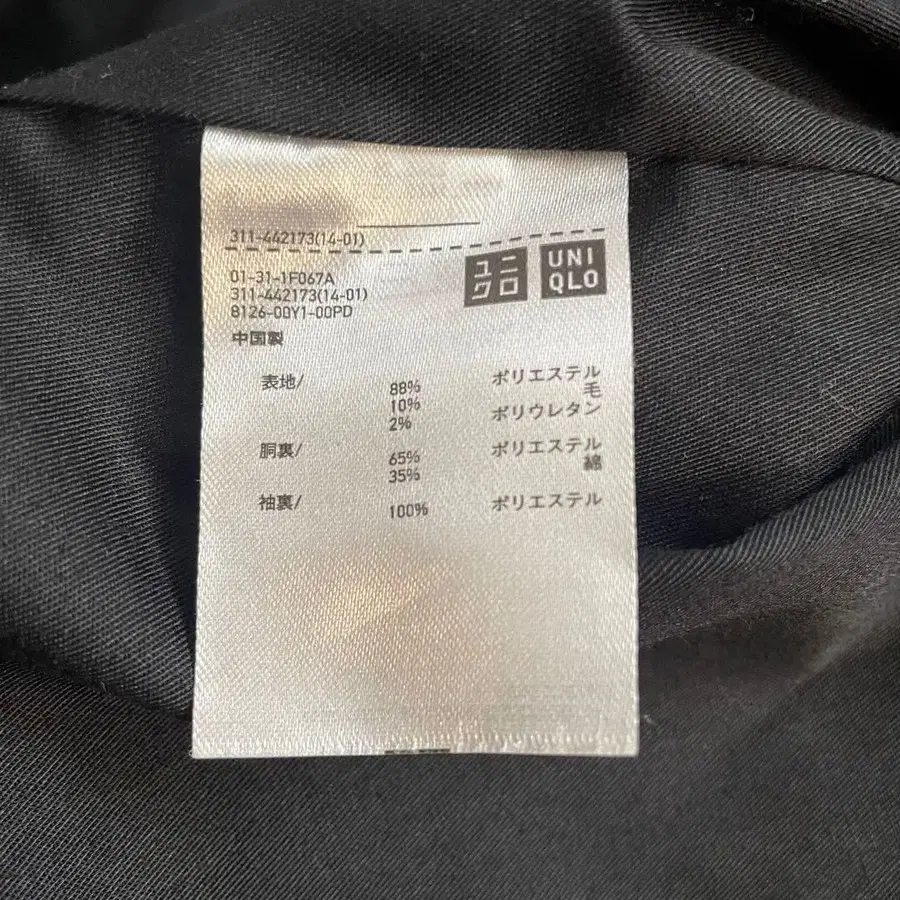 311-442173(14-01)
ユニ
クロ
UNI
QLO
01-31-1F067A
311-442173(14-01)
8126-00Y1-00PD
中国製
表地/ 88% ポリエステル
10% 毛
2% ポリウレタン
胴裏/ 65% ポリエステル
35% 綿
袖裏/ 100% ポリエステル